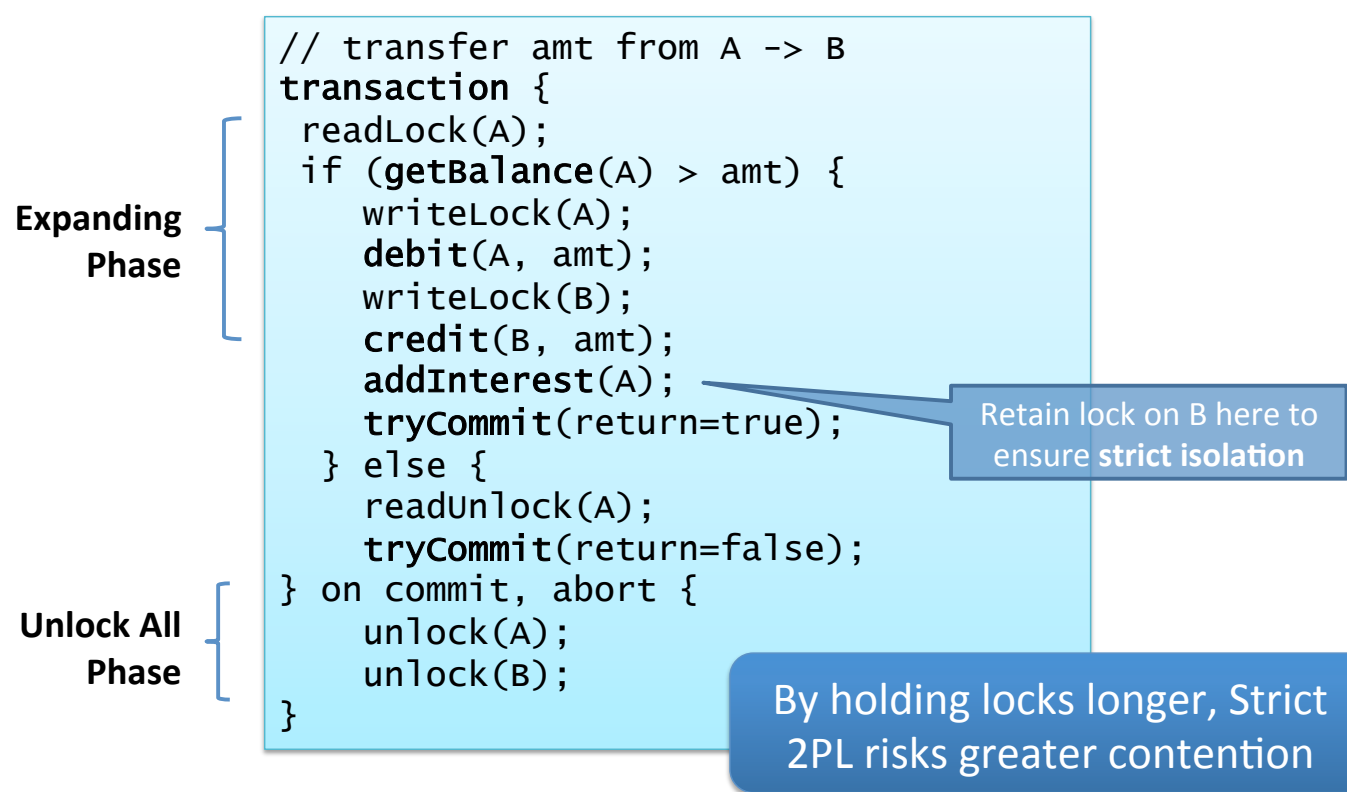 // transfer amt from A -> B
transaction {
readLock(A);
if (getBalance(A) > amt) {
writeLock(A);
Expanding
Phase
debit(A, amt);
writeLock(B);
credit(B, amt);
addInterest(A);
Retain lock on B here to
ensure strict isolation
tryCommit(return=true);
} else {
readUnlock(A);
tryCommit(return=false);
} on commit, abort {
Unlock All
Phase
unlock(A);
unlock(B);
}
By holding locks longer, Strict
2PL risks greater contention